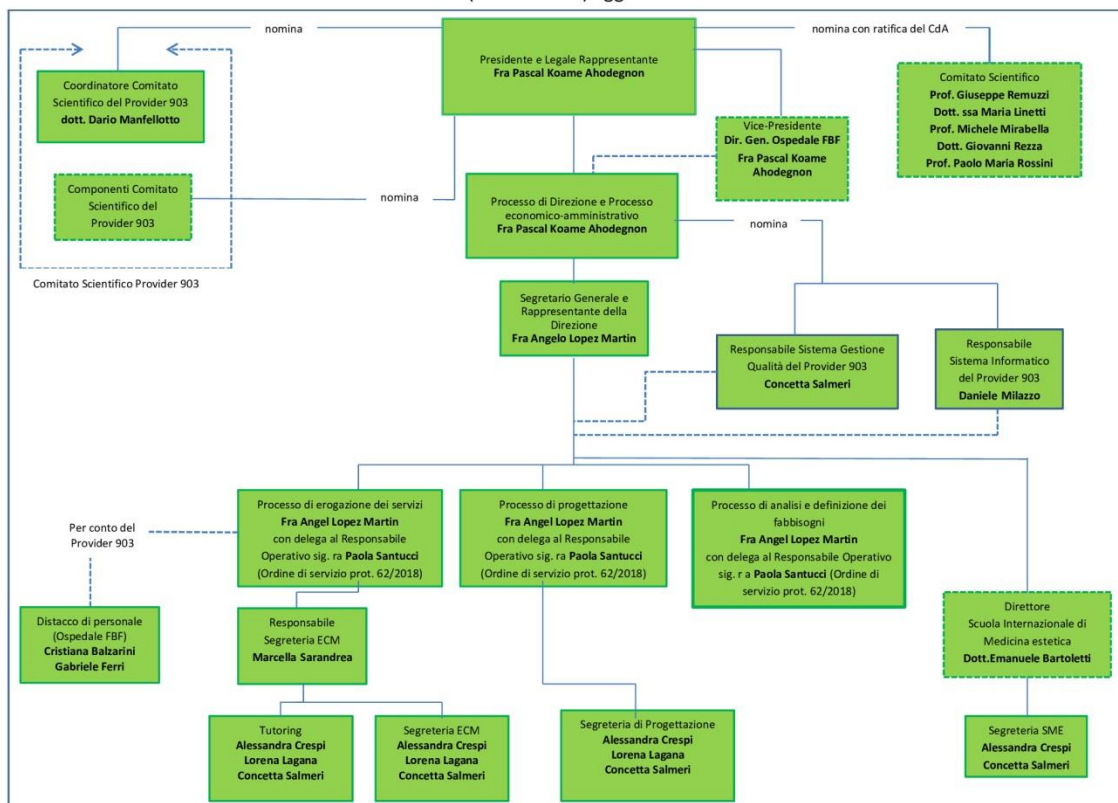 nomina
nomina con ratifica del CdA
Presidente e Legale Rappresentante
Fra Pascal Koame Ahodegnon
Coordinatore Comitato
Scientifico del Provider 903
dott. Dario Manfellotto
Comitato Scientifico
Prof. Giuseppe Remuzzi
Dott. ssa Maria Linetti
Prof. Michele Mirabella
Dott. Giovanni Rezza
Prof. Paolo Maria Rossini
Vice-Presidente
Dir. Gen. Ospedale FBF
Fra Pascal Koame
Ahodegnon
Componenti Comitato
Scientifico del
Provider 903
nomina
Processo di Direzione e Processo
economico-amministrativo
Fra Pascal Koame Ahodegnon
nomina
Comitato Scientifico Provider 903
Segretario Generale e
Rappresentante della
Direzione
Fra Angelo Lopez Martin
Responsabile Sistema Gestione
Qualità del Provider 903
Concetta Salmeri
Responsabile
Sistema Informatico
del Provider 903
Daniele Milazzo
Per conto del
Provider 903
Processo di erogazione dei servizi
Fra Angel Lopez Martin
con delega al Responsabile
Operativo sig. ra Paola Santucci
(Ordine di servizio prot. 62/2018)
Processo di progettazione
Fra Angel Lopez Martin
con delega al Responsabile
Operativo sig. ra Paola Santucci
(Ordine di servizio prot. 62/2018)
Processo di analisi e definizione dei
fabbisogni
Fra Angel Lopez Martin
con delega al Responsabile Operativo
sig. r a Paola Santucci (Ordine di
servizio prot. 62/2018)
Distacco di personale
(Ospedale FBF)
Cristiana Balzarini
Gabriele Ferri
Responsabile
Segreteria ECM
Marcella Sarandrea
Direttore
Scuola Internazionale di
Medicina estetica
Dott.Emanuele Bartoletti
Tutoring
Alessandra Crespi
Lorena Lagana
Concetta Salmeri
Segreteria ECM
Alessandra Crespi
Lorena Lagana
Concetta Salmeri
Segreteria di Progettazione
Alessandra Crespi
Lorena Lagana
Concetta Salmeri
Segreteria SME
Alessandra Crespi
Concetta Salmeri